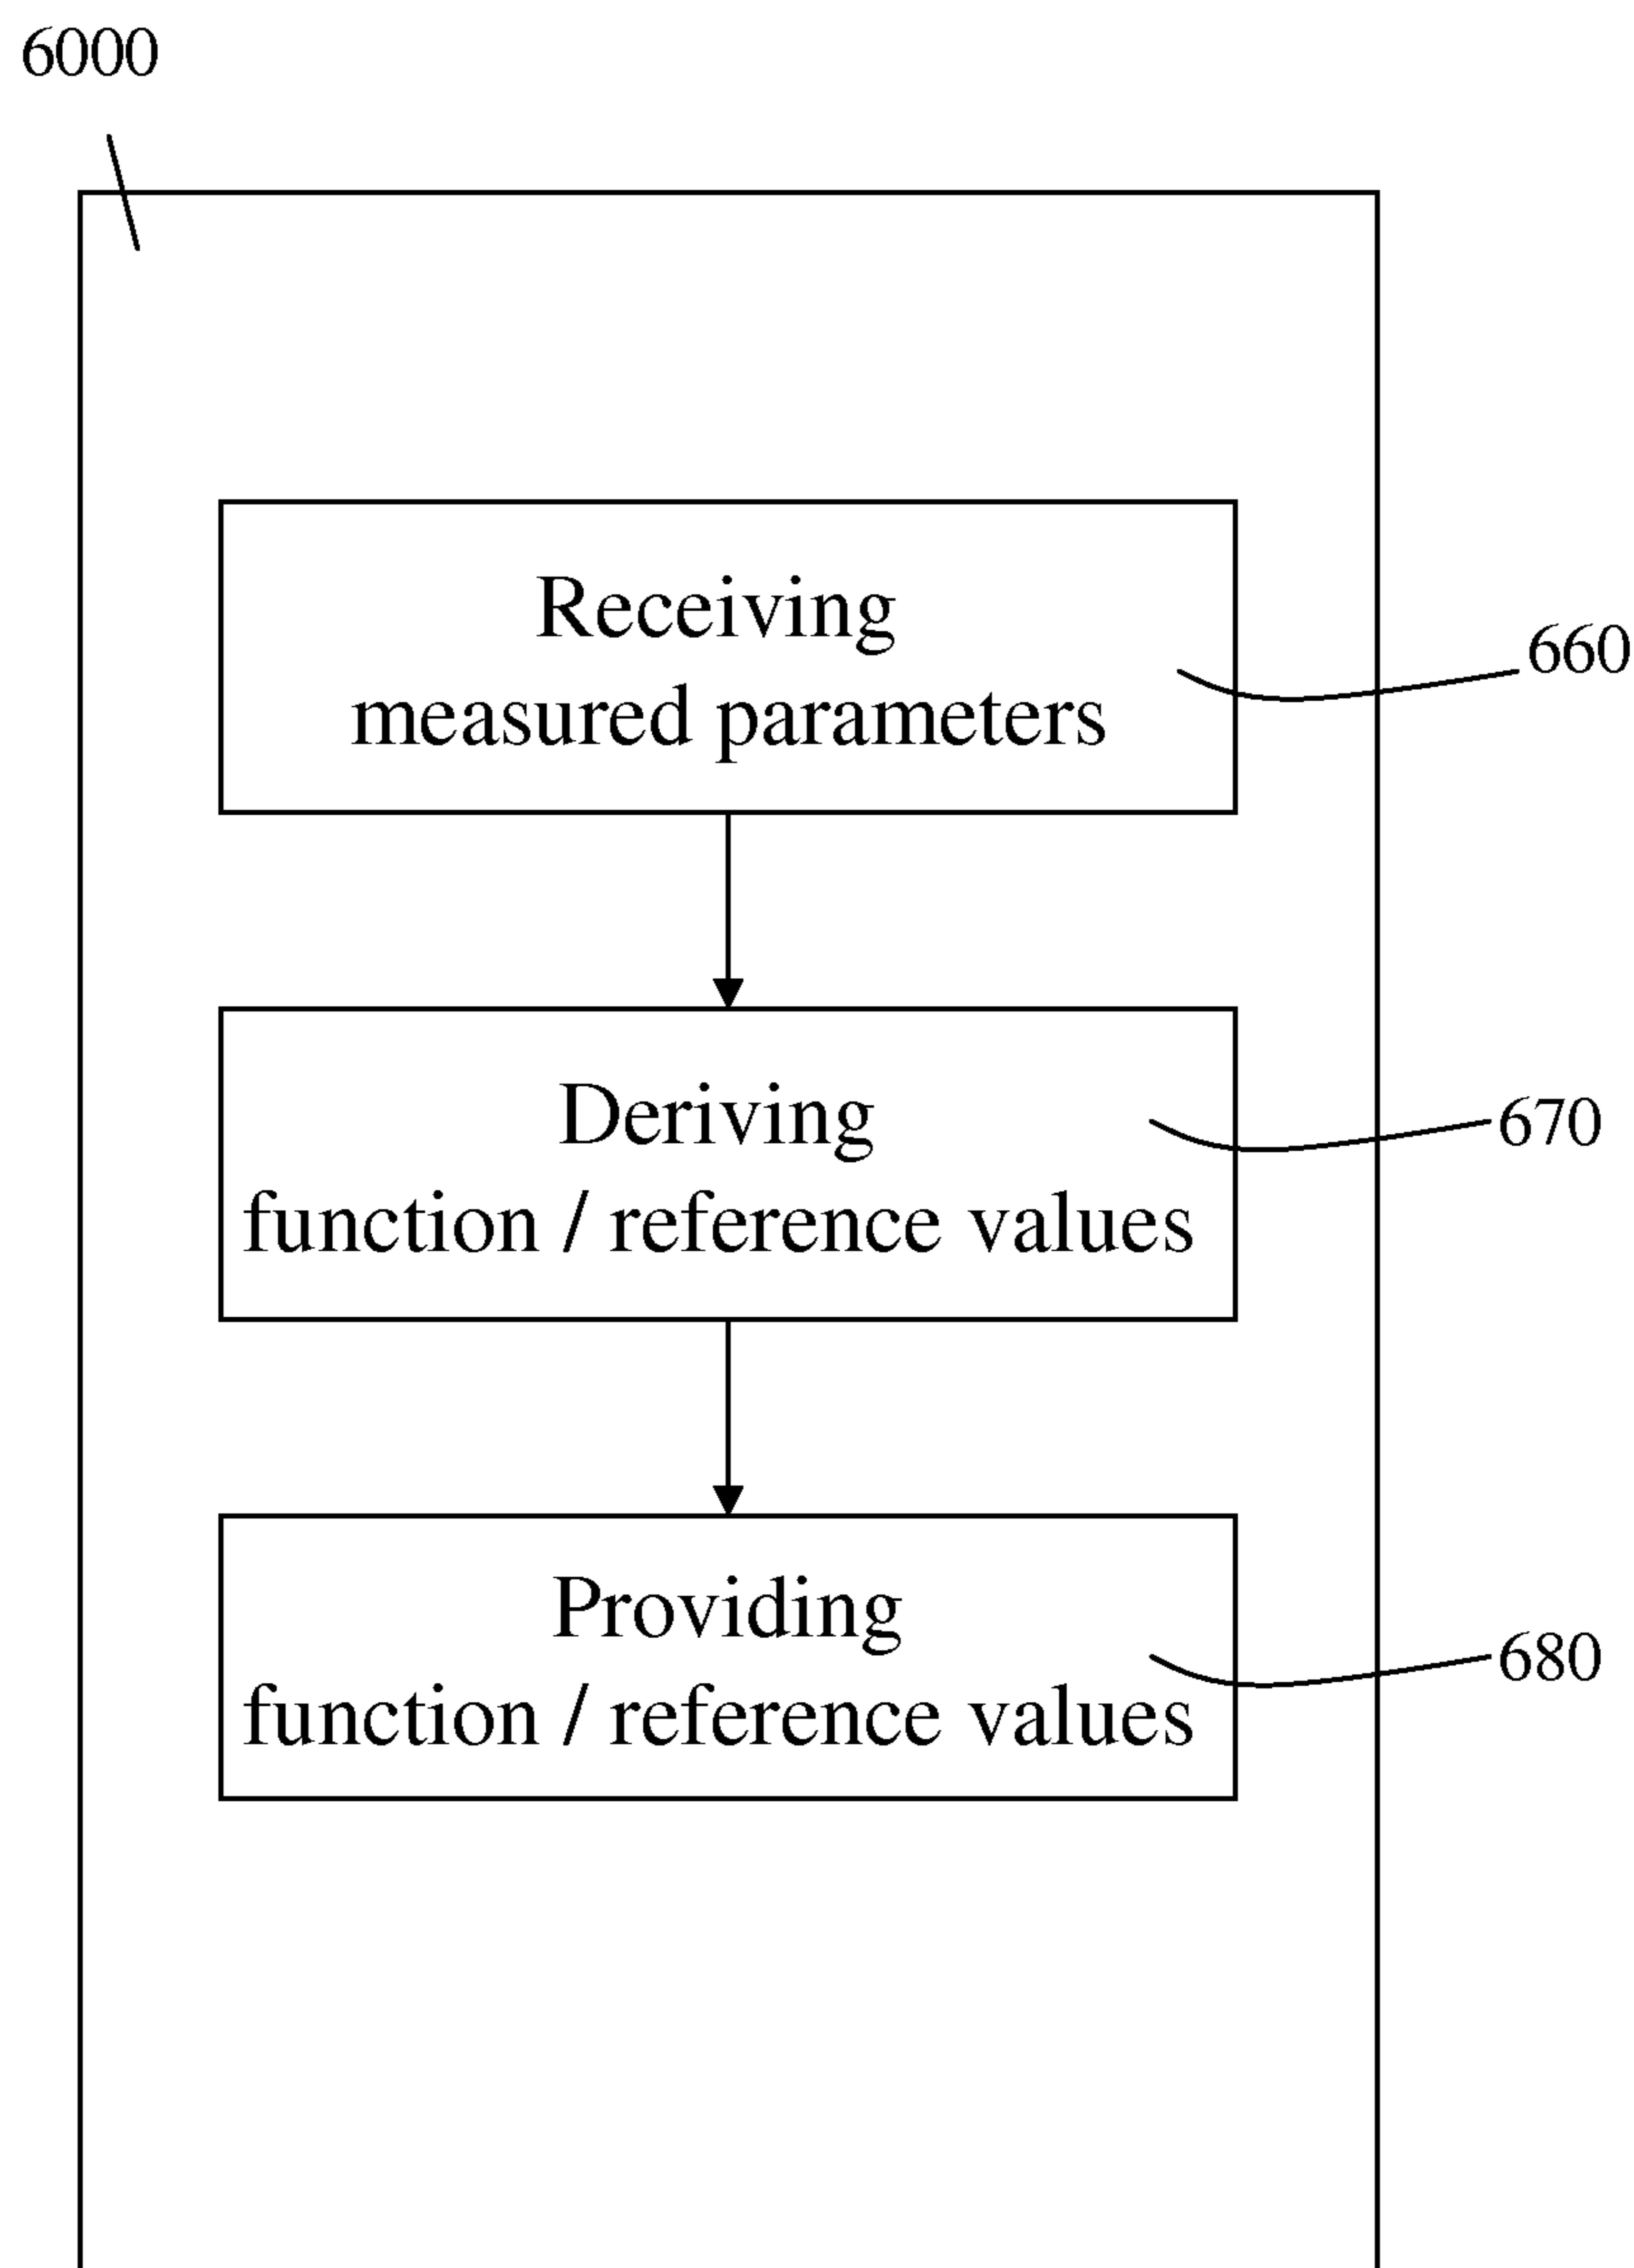 6000
Receiving
measured parameters
660
Deriving
function / reference values
670
Providing
function / reference values
680